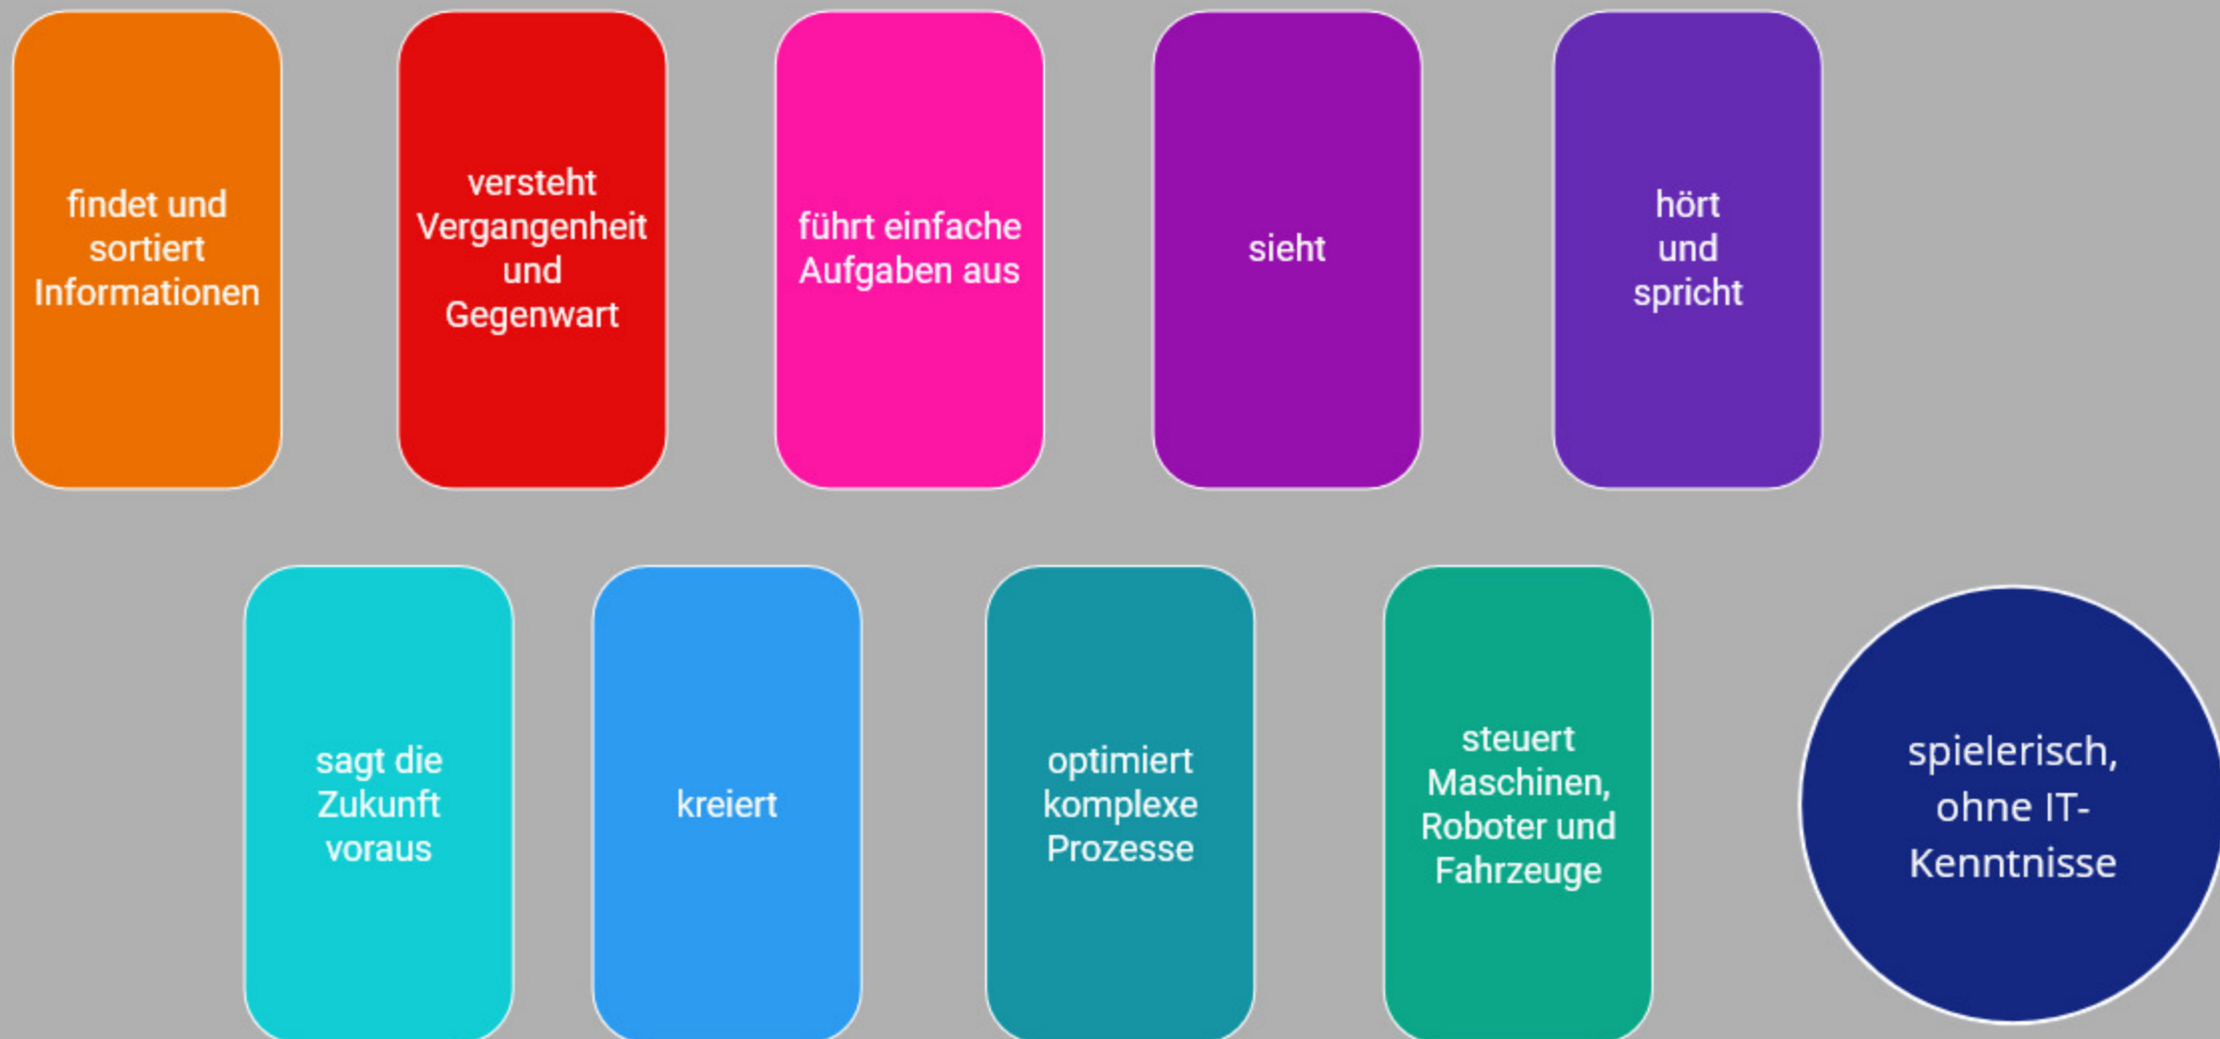 findet und
sortiert
Informationen
versteht
Vergangenheit
und
Gegenwart
führt einfache
Aufgaben aus
sieht
hört
und
spricht
sagt die
Zukunft
voraus
kreiert
optimiert
komplexe
Prozesse
steuert
Maschinen,
Roboter und
Fahrzeuge
spielerisch,
ohne IT-
Kenntnisse